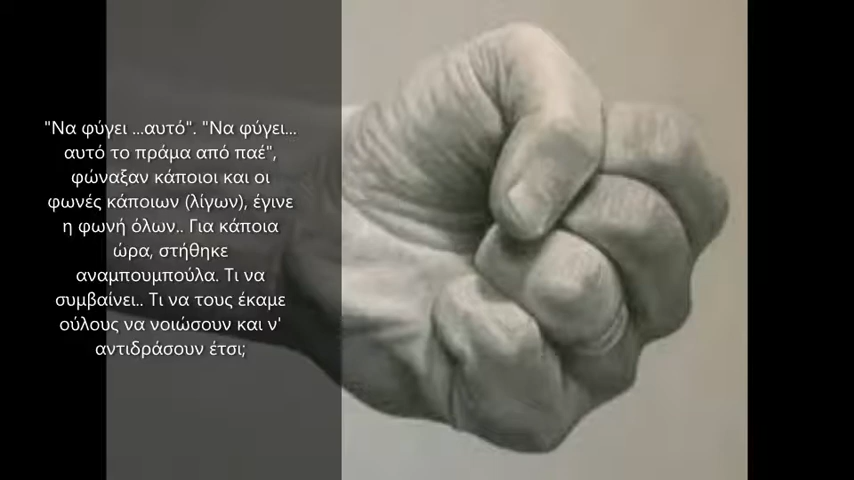 "Να φύγει ...αυτό". "Να φύγει...
αυτό το πράμα από παέ",
φώναξαν κάποιοι και οι
φωνές κάποιων (λίγων), έγινε
η φωνή όλων.. Για κάποια
ώρα, στήθηκε
αναμπουμπούλα. Τι να
συμβαίνει.. Τι να τους έκαμε
ούλους να νοιώσουν και ν'
αντιδράσουν έτσι;